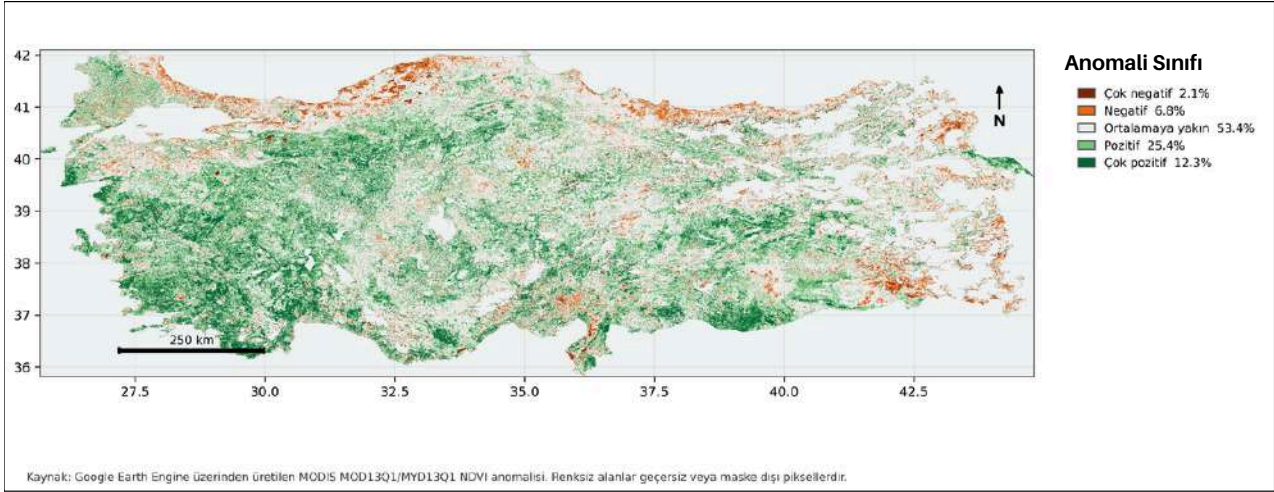 42
41
40
39
38
37
36
27.5
30.0
32.5
35.0
37.5
40.0
42.5
250 km
N
Anomali Sınıfı
Çok negatif 2.1%
Negatif 6.8%
Ortalamaya yakın 53.4%
Pozitif 25.4%
Çok pozitif 12.3%
Kaynak: Google Earth Engine üzerinden üretilen MODIS MOD13Q1/MYD13Q1 NDVI anomalisi. Renksiz alanlar geçersiz veya maske dışı piksellerdir.